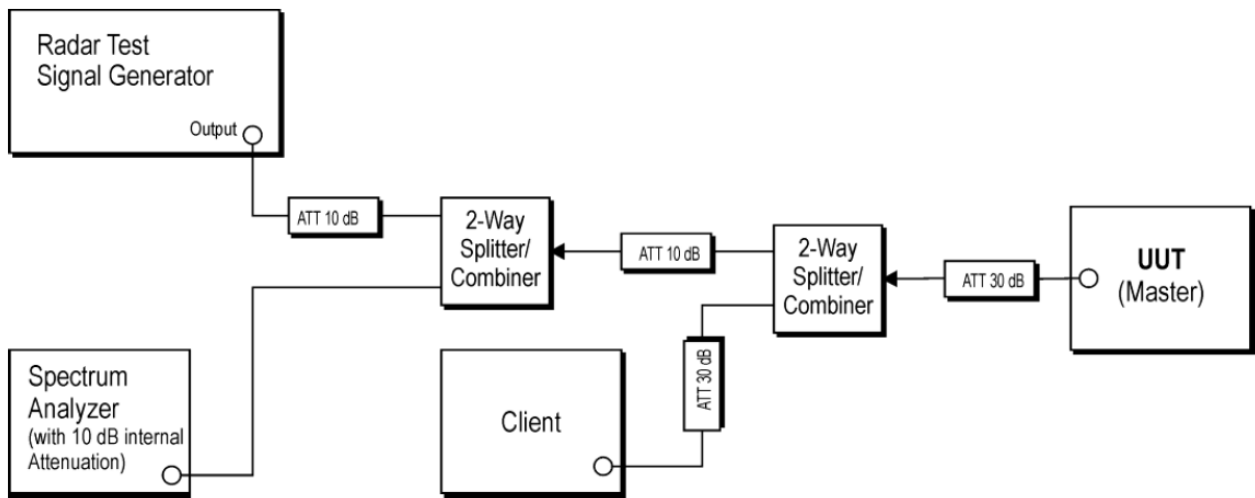 Radar Test
Signal Generator
Output
ATT 10 dB
2-Way
Splitter/
Combiner
ATT 10 dB
2-Way
Splitter/
Combiner
ATT 30 dB
UUT
(Master)
Spectrum
Analyzer
(with 10 dB internal
Attenuation)
Client
ATT 30 dB